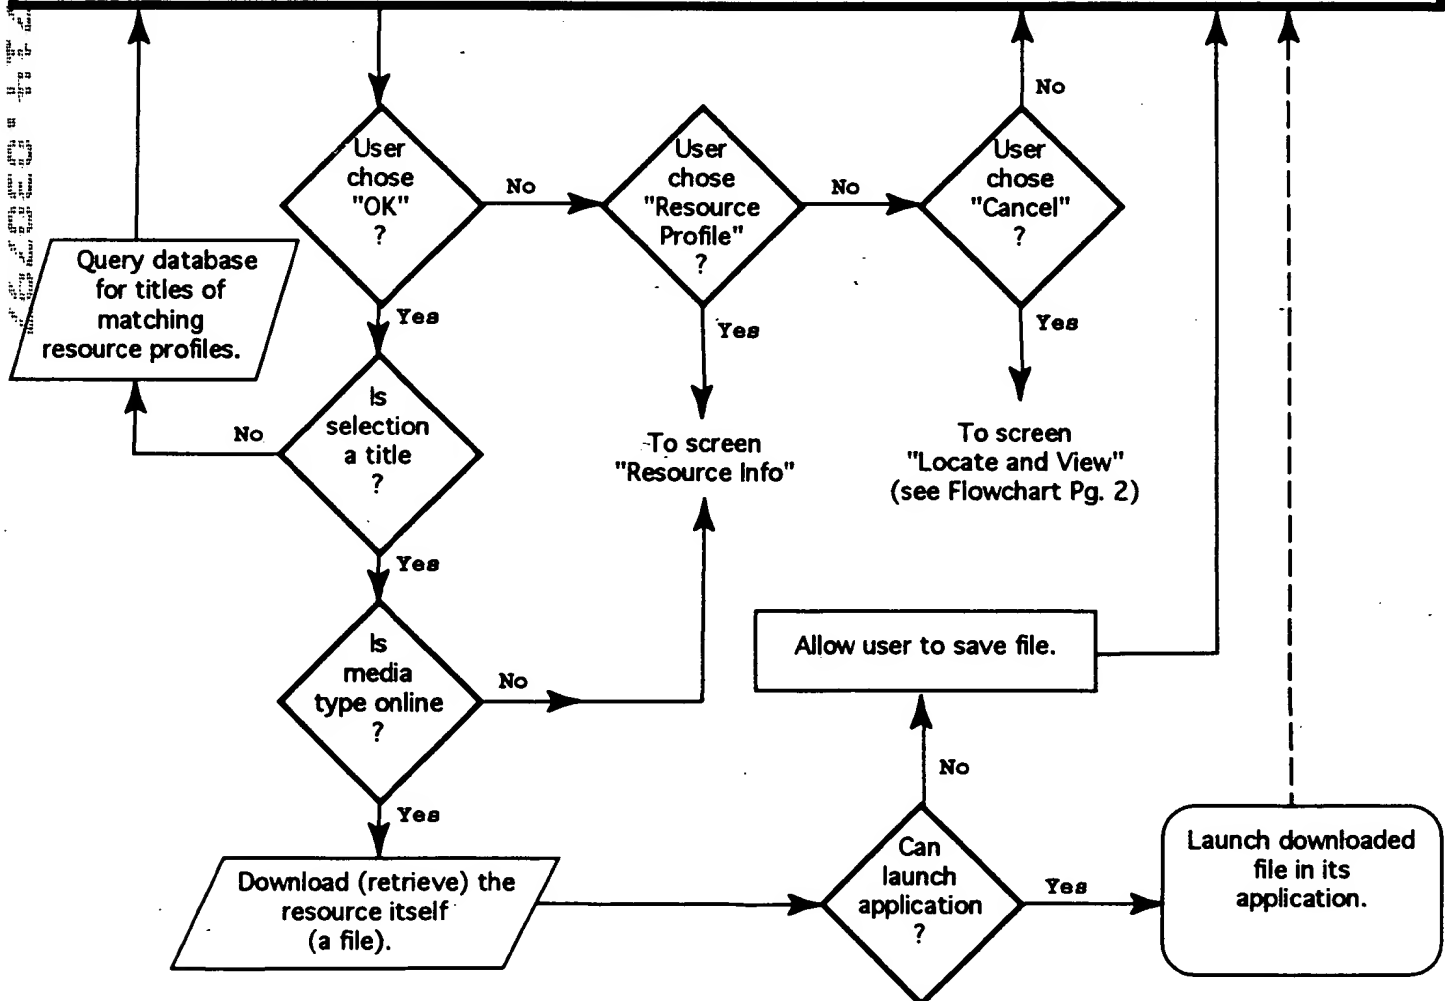 No
User
chose
"OK"
?
No
User
chose
"Resource
Profile"
?
No
User
chose
"Cancel"
?
Query database
for titles of
matching
resource profiles.
Yes
Yes
Yes
No
Is
selection
a title
?
To screen
"Resource Info"
To screen
"Locate and View"
(see Flowchart Pg. 2)
Yes
Is
media
type online
?
No
Allow user to save file.
No
Yes
Download (retrieve) the
resource itself
(a file).
Can
launch
application
?
Yes
Launch downloaded
file in its
application.